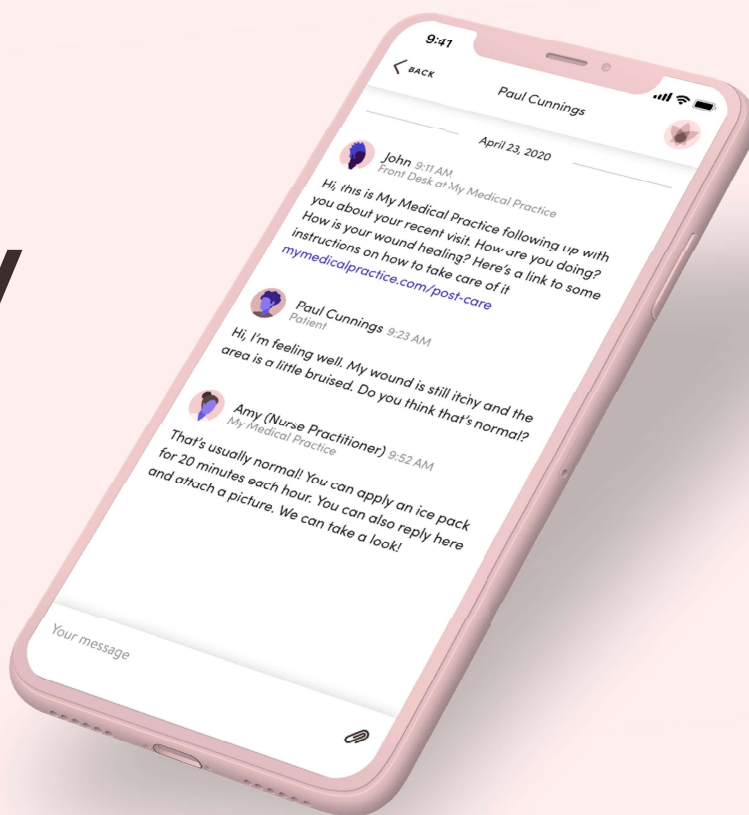 9:41
BACK
Paul Cunnings
April 23, 2020
John 9:11 AM
Front Desk at My Medical Practice
Hi, this is My Medical Practice following up with
you about your recent visit. How are you doing?
How is your wound healing? Here's a link to some
instructions on how to take care of it
mymedicalpractice.com/post-care
Paul Cunnings 9:23 AM
Patient
Hi, I'm feeling well. My wound is still itchy and the
area is a little bruised. Do you think that's normal?
Amy (Nurse Practitioner) 9:52 AM
My Medical Practice
That's usually normal! You can apply an ice pack
for 20 minutes each hour. You can also reply here
and attach a picture. We can take a look!
Your message